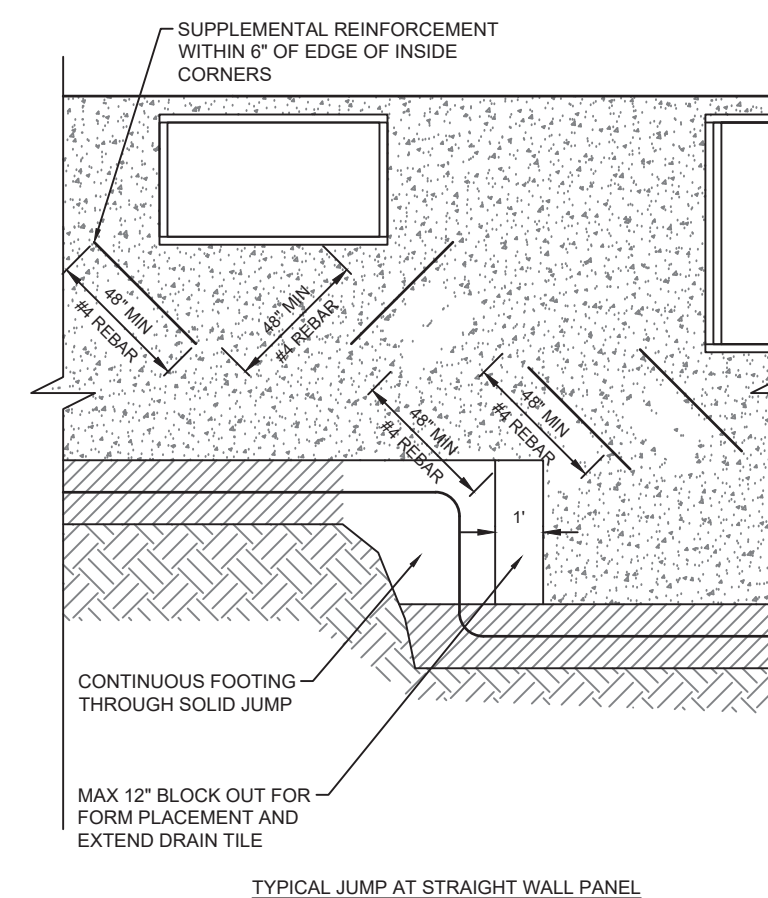 SUPPLEMENTAL REINFORCEMENT
WITHIN 6" OF EDGE OF INSIDE
CORNERS
48" MIN
#4 REBAR
48" MIN
#4 REBAR
48" MIN
#4 REBAR
48" MIN
#4 REBAR
1'
CONTINUOUS FOOTING
THROUGH SOLID JUMP
MAX 12" BLOCK OUT FOR
FORM PLACEMENT AND
EXTEND DRAIN TILE
TYPICAL JUMP AT STRAIGHT WALL PANEL